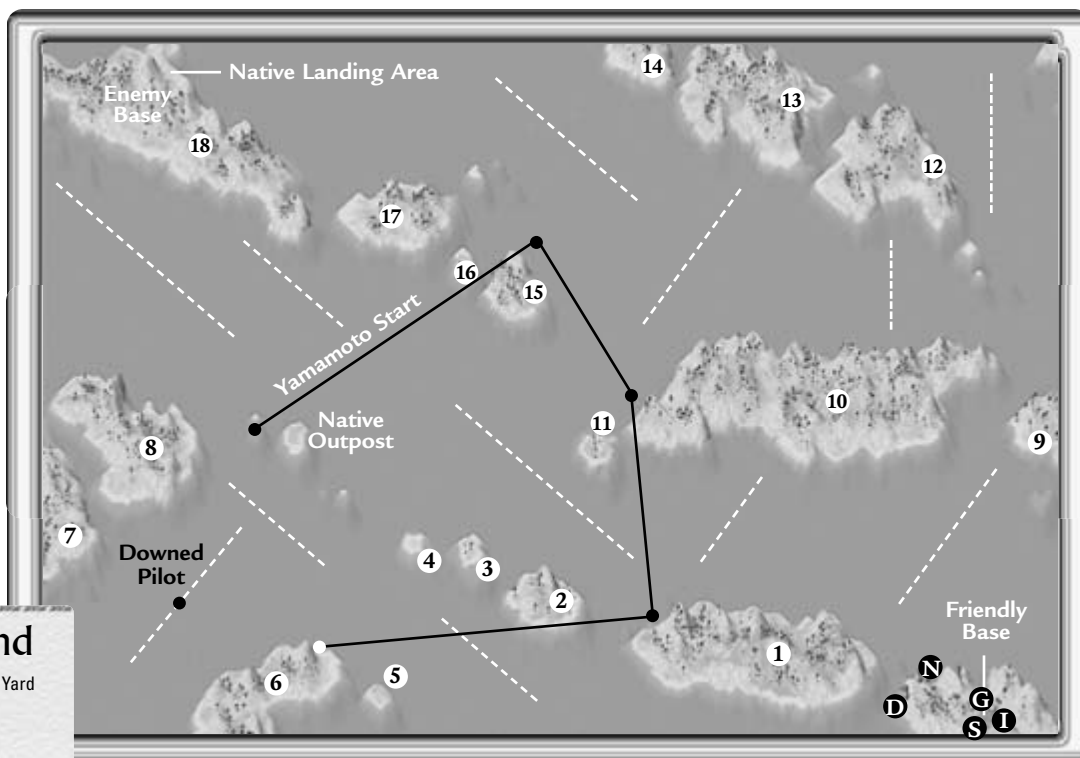 14
Native Landing Area
13
Enemy
Base
18
12
17
16
15
Yamamoto Start
10
11
Native
Outpost
9
8
7
4
Downed
Pilot
3
2
Friendly
Base
nd
Yard
1
N
5
6
G
D
I
S